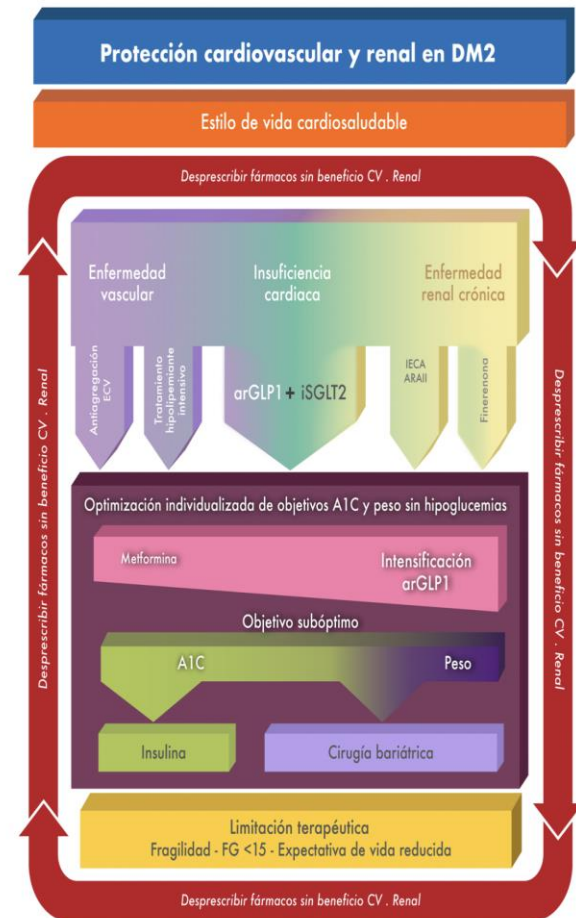 Protección cardiovascular y renal en DM2
Estilo de vida cardiosaludable
Desprescribir fármacos sin beneficio CV . Renal
Enfermedad
vascular
Insuficiencia
cardiaca
Enfermedad
renal crónica
Antiagregación
ECV
Tratamiento
hipolipemiante
intensivo
arGLP1 + iSGLT2
IECA
ARAII
Finerenona
Desprescribir fármacos sin beneficio CV . Renal
Desprescribir fármacos sin beneficio CV . Renal
Optimización individualizada de objetivos A1C y peso sin hipoglucemias
Metformina
Intensificación
arGLP1
Objetivo subóptimo
A1C
Peso
Insulina
Cirugía bariátrica
Limitación terapéutica
Fragilidad - FG <15 - Expectativa de vida reducida
Desprescribir fármacos sin beneficio CV . Renal